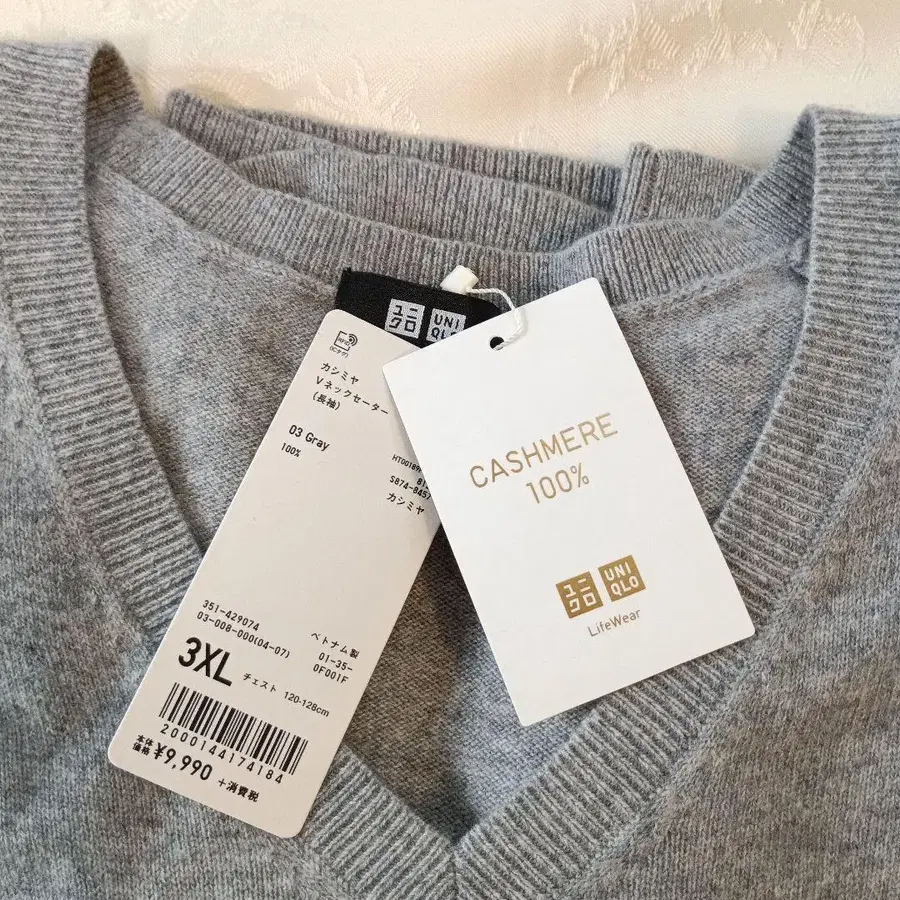 ユニクロ
UNI
QLO
RFID
(ICタグ)
カシミヤ
Vネックセーター
(長袖)
03 Gray
100%
S874-8457
カシミヤ
351-429074
03-008-000(04-07)
ベトナム製
01-35-
0F001F
3XL
チェスト 120-128cm
2000144174184
本体
価格 ¥9,990 +消費税
CASHMERE
100%
ユニクロ
UNI
QLO
LifeWear